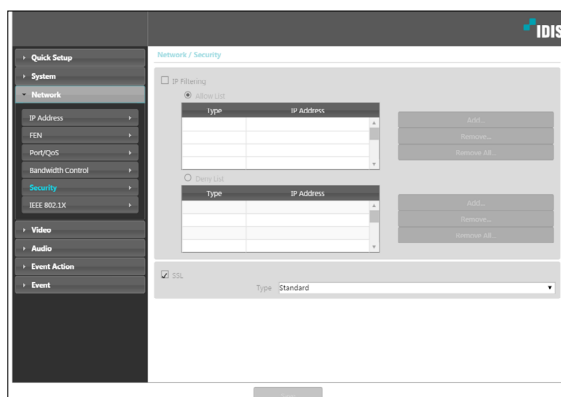 IDIS
Quick Setup
System
Network
IP Address
FEN
Port/QoS
Bandwidth Control
Security
IEEE 802.1X
Video
Audio
Event Action
Event
Network / Security
IP Filtering
Allow List
Type IP Address
Add...
Remove...
Remove All...
Deny List
Type IP Address
Add...
Remove...
Remove All...
SSL
Type Standard